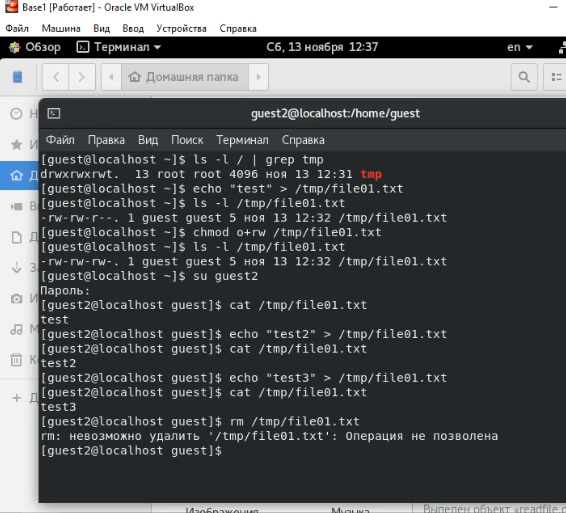 Base1 [Работает] - Oracle VM VirtualBox
Файл Машина Вид Ввод Устройства Справка
Обзор Терминал Сб, 13 ноября 12:37 en
Домашняя папка
guest2@localhost:/home/guest
Файл Правка Вид Поиск Терминал Справка
[guest@localhost ~]$ ls -l / | grep tmp
drwxrwxrwt. 13 root root 4096 ноя 13 12:31 tmp
[guest@localhost ~]$ echo "test" > /tmp/file01.txt
[guest@localhost ~]$ ls -l /tmp/file01.txt
-rw-rw-r--. 1 guest guest 5 ноя 13 12:32 /tmp/file01.txt
[guest@localhost ~]$ chmod o+rw /tmp/file01.txt
[guest@localhost ~]$ ls -l /tmp/file01.txt
-rw-rw-rw-. 1 guest guest 5 ноя 13 12:32 /tmp/file01.txt
[guest@localhost ~]$ su guest2
Пароль:
[guest2@localhost guest]$ cat /tmp/file01.txt
test
[guest2@localhost guest]$ echo "test2" > /tmp/file01.txt
[guest2@localhost guest]$ cat /tmp/file01.txt
test2
[guest2@localhost guest]$ echo "test3" > /tmp/file01.txt
[guest2@localhost guest]$ cat /tmp/file01.txt
test3
[guest2@localhost guest]$ rm /tmp/file01.txt
rm: невозможно удалить '/tmp/file01.txt': Операция не позволена
[guest2@localhost guest]$
Изображения Музыка
объект